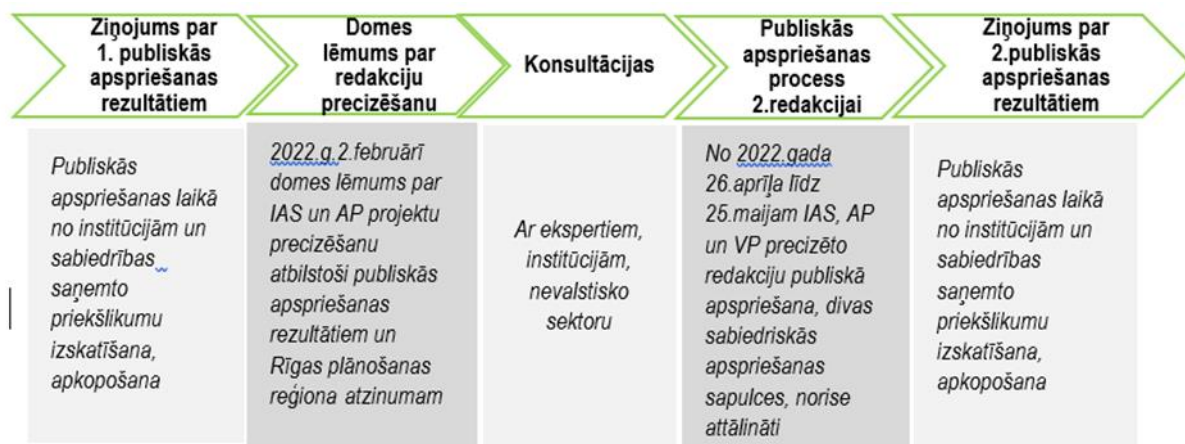 Ziņojums par
1. publiskās
apspriešanas
rezultātiem
Domes
lēmums par
redakciju
precizēšanu
Konsultācijas
Publiskās
apspriešanas
process
2.redakcijai
Ziņojums par
2.publiskās
apspriešanas
rezultātiem
Publiskās
apspriešanas laikā
no institūcijām un
sabiedrības
saņemto
priekšlikumu
izskatīšana,
apkopošana
2022.g.2.februārī
domes lēmums par
IAS un AP projektu
precizēšanu
atbilstoši publiskās
apspriešanas
rezultātiem un
Rīgas plānošanas
reģiona atzinumam
Ar ekspertiem,
institūcijām,
nevalstisko
sektoru
No 2022.gada
26.aprīļa līdz
25.maijam IAS, AP
un VP precizēto
redakciju publiskā
apspriešana, divas
sabiedriskās
apspriešanas
sapulces, norise
attālināti
Publiskās
apspriešanas laikā
no institūcijām un
sabiedrības
saņemto
priekšlikumu
izskatīšana,
apkopošana